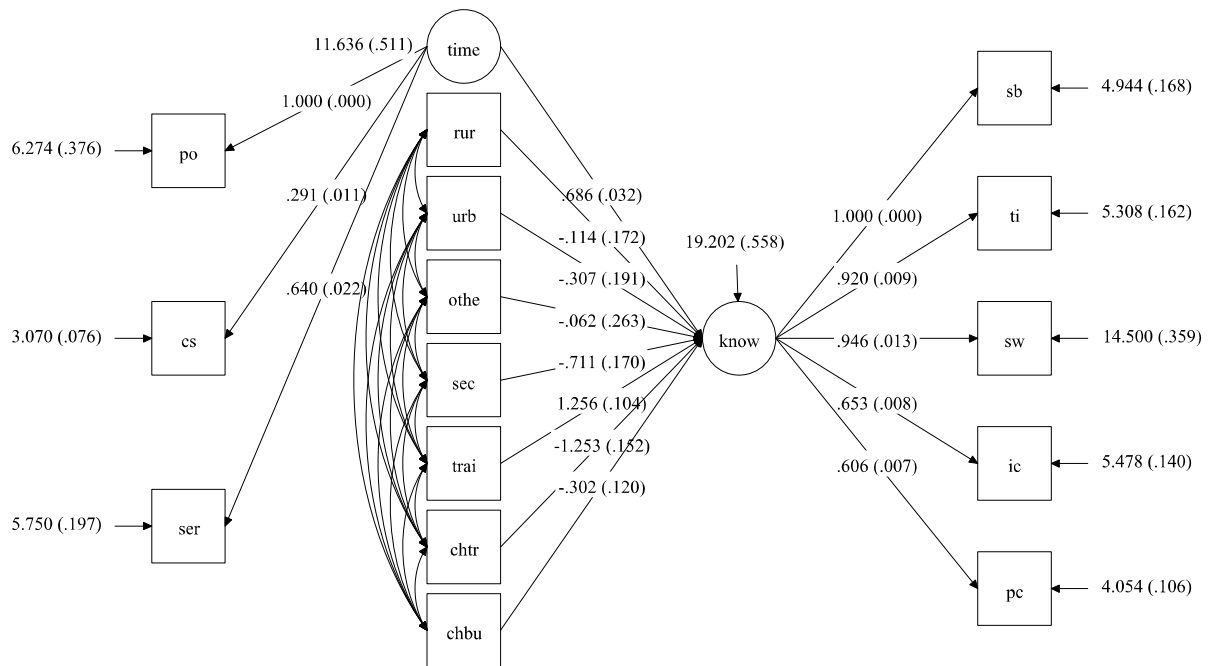 11.636 (.511)
time
1.000 (.000)
6.274 (.376)
po
.291 (.011)
3.070 (.076)
cs
.640 (.022)
5.750 (.197)
ser
rur
urb
othe
sec
trai
chtr
chbu
.686 (.032)
-.114 (.172)
-.307 (.191)
-.062 (.263)
-.711 (.170)
1.256 (.104)
-1.253 (.152)
-.302 (.120)
19.202 (.558)
know
1.000 (.000)
.920 (.009)
.946 (.013)
.653 (.008)
.606 (.007)
sb
4.944 (.168)
ti
5.308 (.162)
sw
14.500 (.359)
ic
5.478 (.140)
pc
4.054 (.106)